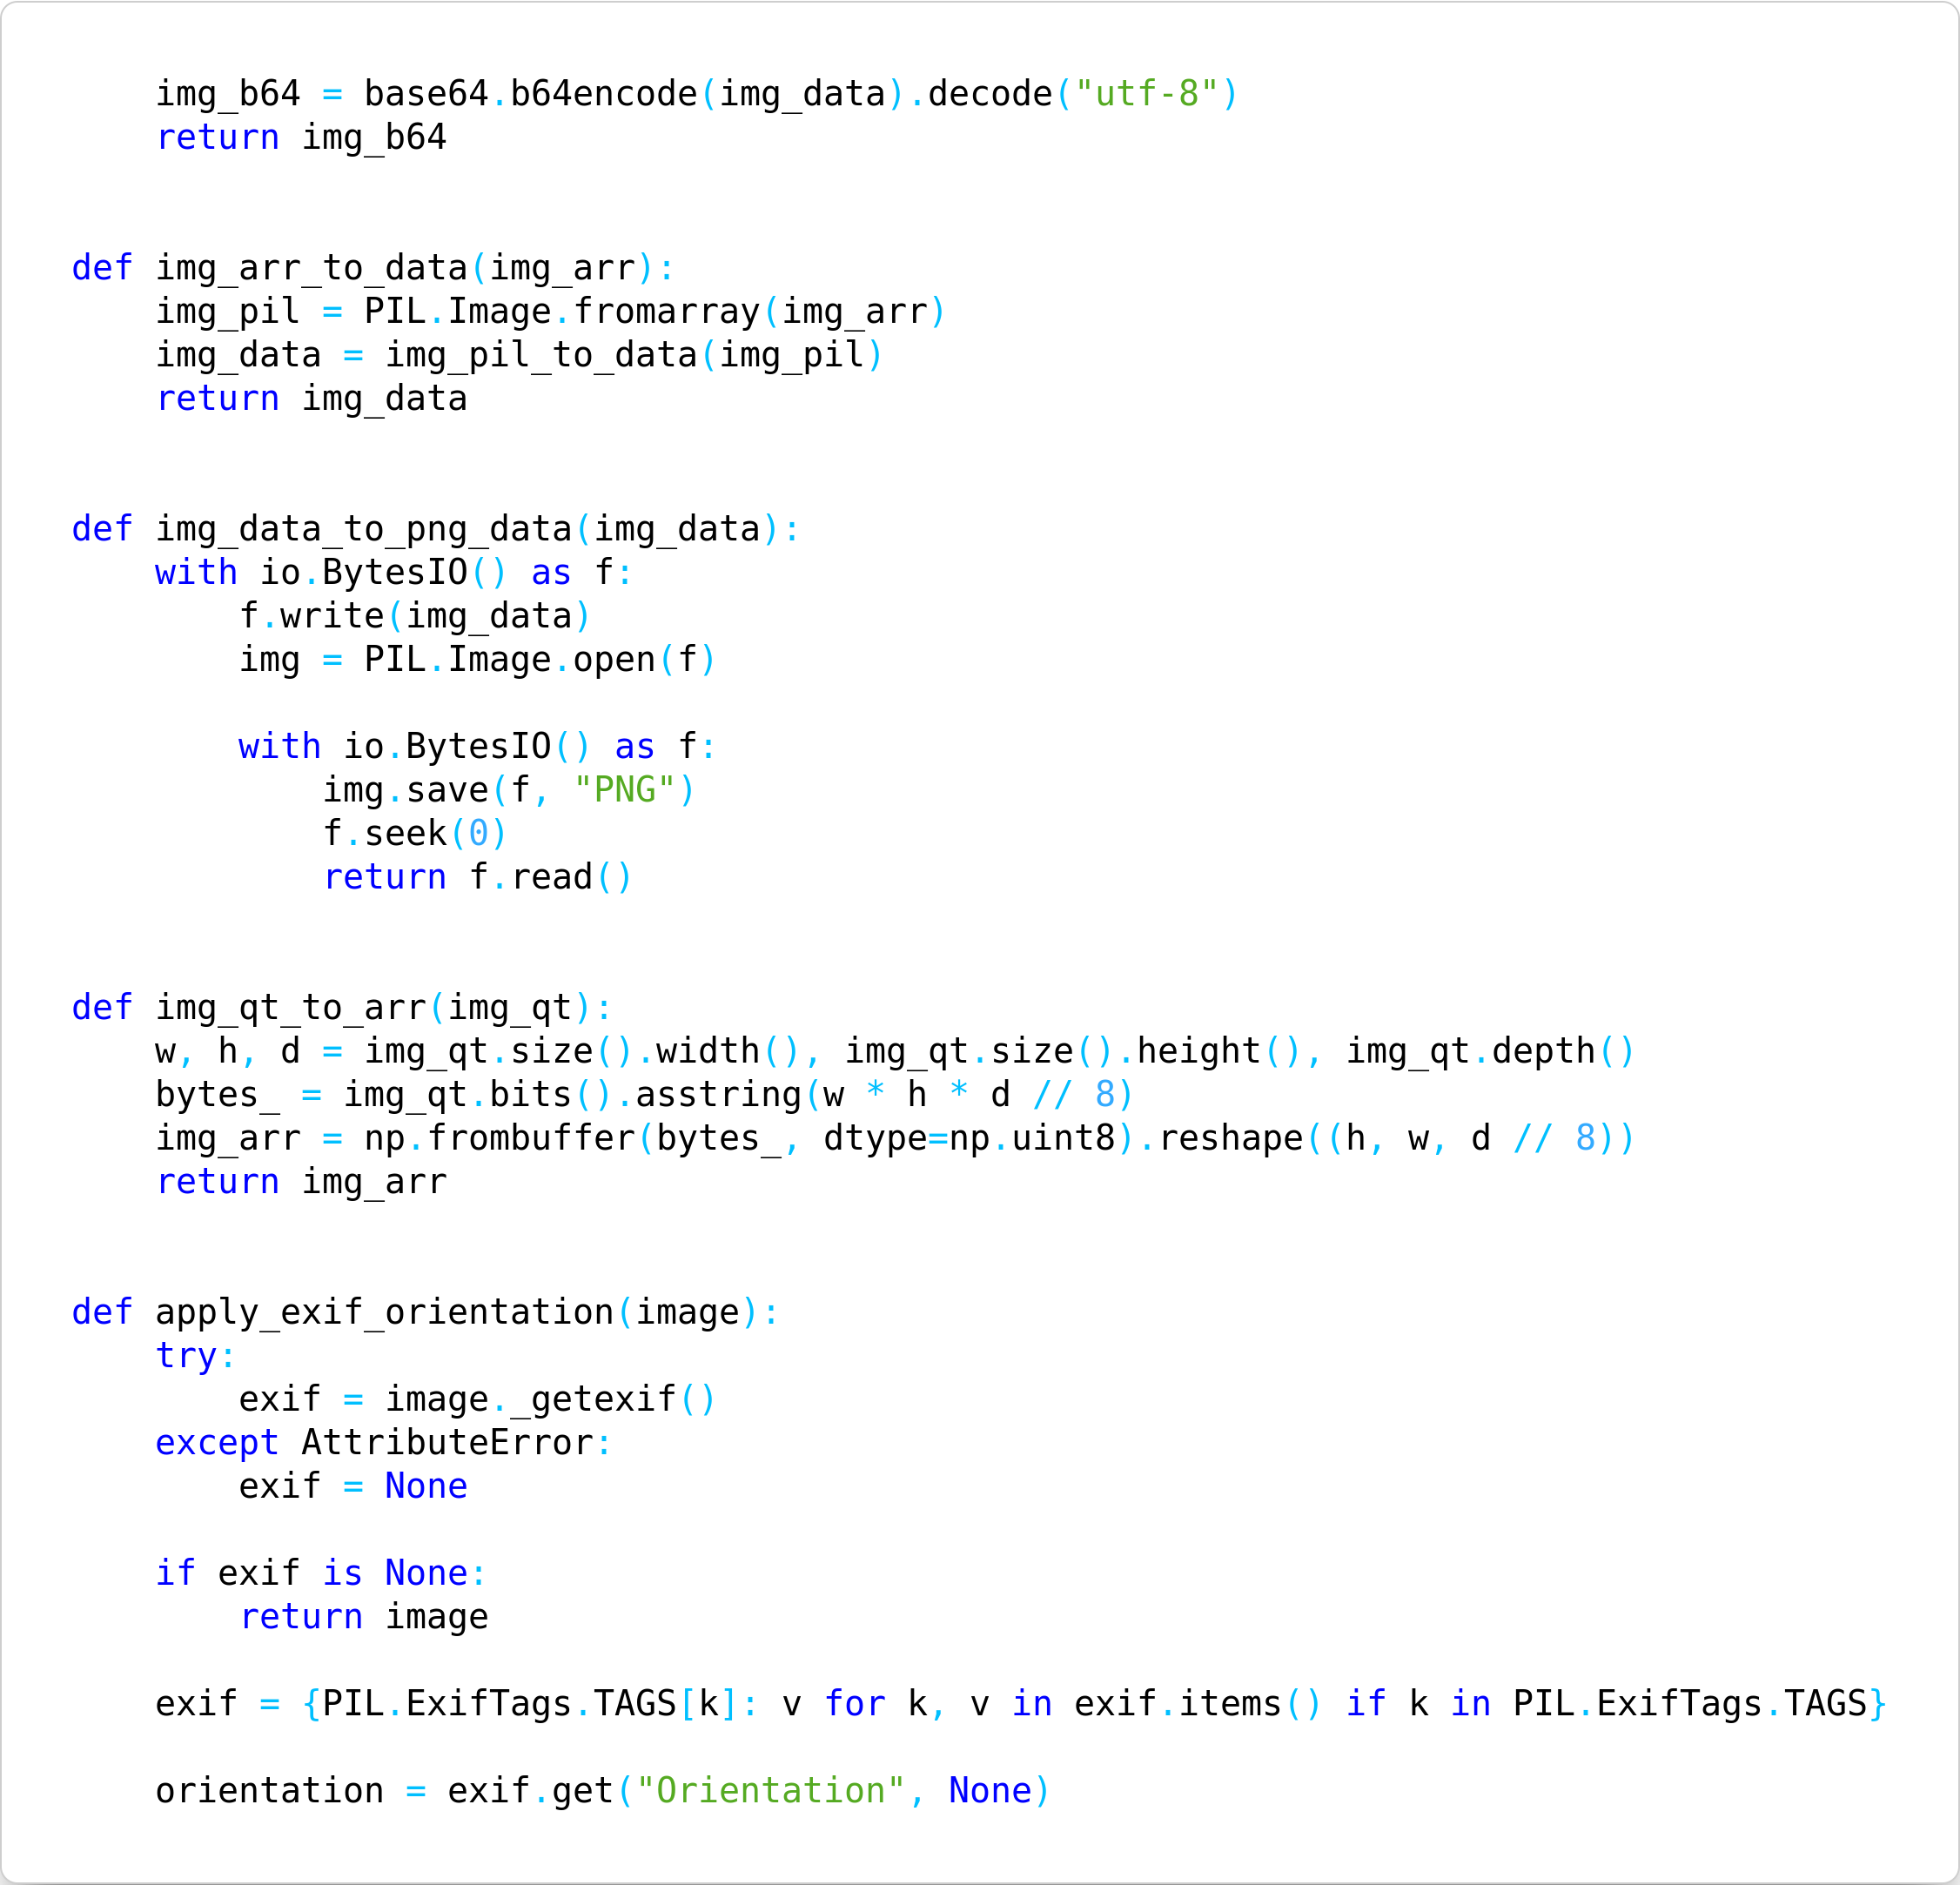 img_b64 = base64.b64encode(img_data).decode("utf-8")
    return img_b64


def img_arr_to_data(img_arr):
    img_pil = PIL.Image.fromarray(img_arr)
    img_data = img_pil_to_data(img_pil)
    return img_data


def img_data_to_png_data(img_data):
    with io.BytesIO() as f:
        f.write(img_data)
        img = PIL.Image.open(f)

        with io.BytesIO() as f:
            img.save(f, "PNG")
            f.seek(0)
            return f.read()


def img_qt_to_arr(img_qt):
    w, h, d = img_qt.size().width(), img_qt.size().height(), img_qt.depth()
    bytes_ = img_qt.bits().asstring(w * h * d // 8)
    img_arr = np.frombuffer(bytes_, dtype=np.uint8).reshape((h, w, d // 8))
    return img_arr


def apply_exif_orientation(image):
    try:
        exif = image._getexif()
    except AttributeError:
        exif = None

    if exif is None:
        return image

    exif = {PIL.ExifTags.TAGS[k]: v for k, v in exif.items() if k in PIL.ExifTags.TAGS}

    orientation = exif.get("Orientation", None)